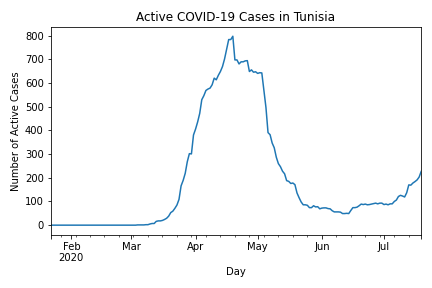 Active COVID-19 Cases in Tunisia
Number of Active Cases
800
700
600
500
400
300
200
100
0
Feb Mar Apr May Jun Jul
2020
Day